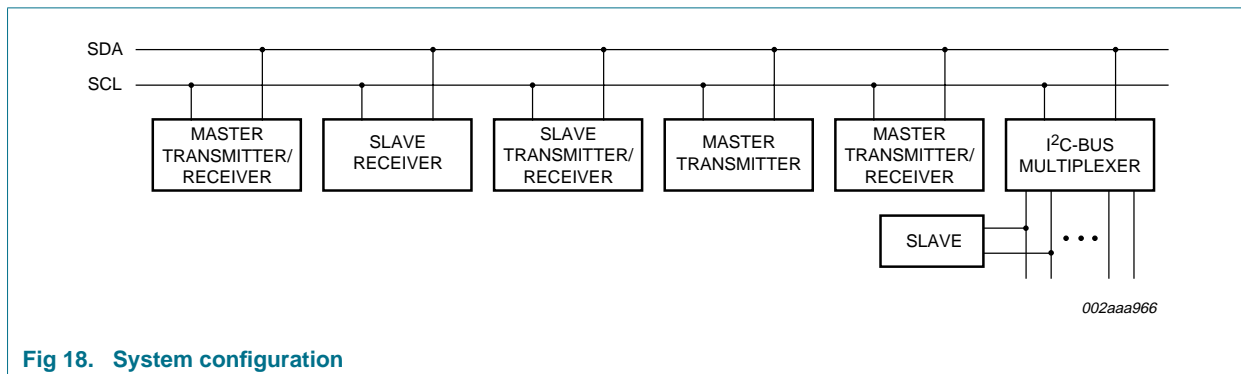 SDA
SCL
MASTER
TRANSMITTER/
RECEIVER
SLAVE
RECEIVER
SLAVE
TRANSMITTER/
RECEIVER
MASTER
TRANSMITTER
MASTER
TRANSMITTER/
RECEIVER
I²C-BUS
MULTIPLEXER
SLAVE
002aaa966
Fig 18. System configuration